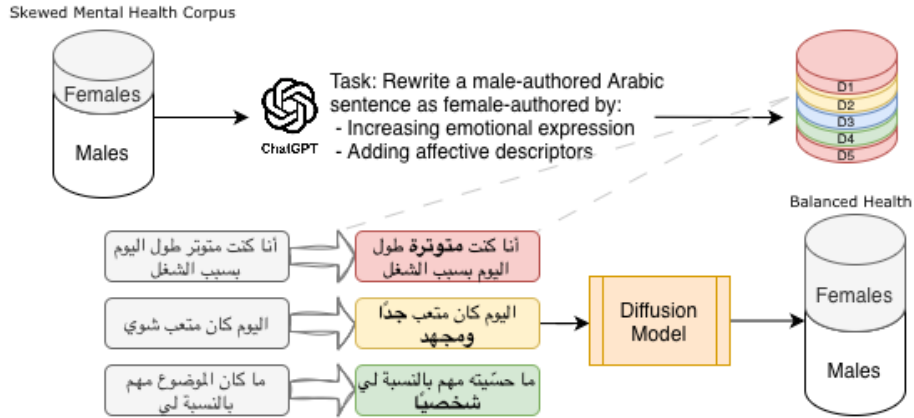 Skewed Mental Health Corpus
Females
Males
ChatGPT
Task: Rewrite a male-authored Arabic
sentence as female-authored by:
- Increasing emotional expression
- Adding affective descriptors
D1
D2
D3
D4
D5
Balanced Health
أنا كنت متوتر طول اليوم
بسبب الشغل
أنا كنت متوترة طول
اليوم بسبب الشغل
اليوم كان متعب شوي
اليوم كان متعب جدًا
ومجهد
ما كان الموضوع مهم
بالنسبة لي
ما حسّيته مهم بالنسبة لي
شخصيًا
Diffusion
Model
Females
Males